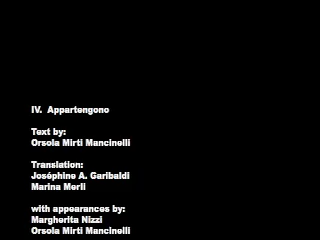 IV.  Appartengono
Text by:
Orsola Mirti Mancinelli
Translation:
Joséphine A. Garibaldi
Marina Merli
with appearances by:
Margherita Nizzi
Orsola Mirti Mancinelli